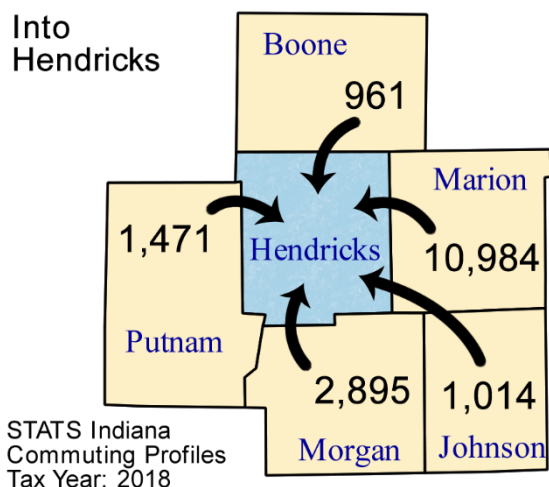 Into
Hendricks
Boone
961
Marion
1,471
Hendricks
10,984
Putnam
2,895
1,014
Morgan
Johnson
STATS Indiana
Commuting Profiles
Tax Year: 2018